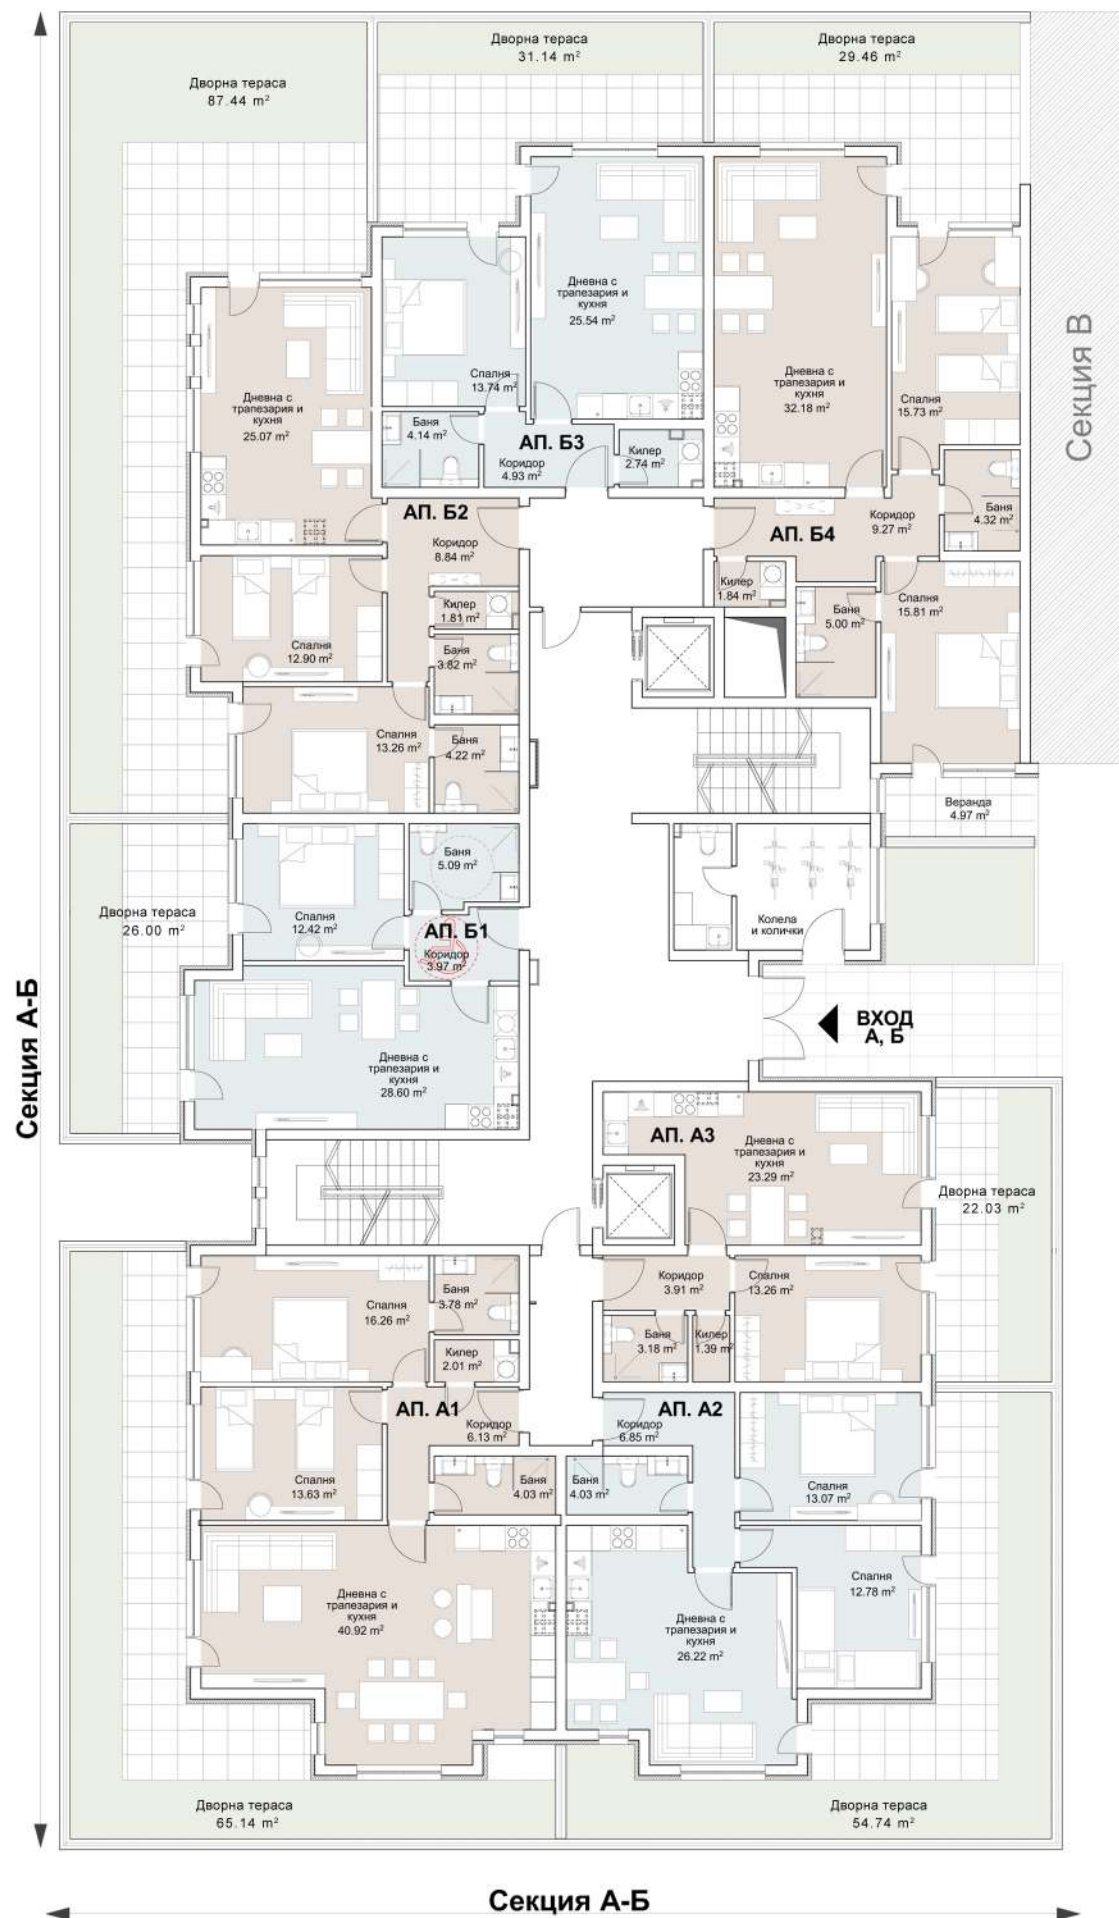 Дворна тераса
87.44 m²
Дворна тераса
31.14 m²
Дворна тераса
29.46 m²
Секция В
Дневна с
трапезария и
кухня
25.54 m²
Дневна с
трапезария и
кухня
32.18 m²
Спалня
13.74 m²
Спалня
15.73 m²
Дневна с
трапезария и
кухня
25.07 m²
Баня
4.14 m²
АП. Б3
Коридор
4.93 m²
Килер
2.74 m²
АП. Б2
Коридор
8.84 m²
АП. Б4
Коридор
9.27 m²
Баня
4.32 m²
Килер
1.84 m²
Килер
1.81 m²
Баня
5.00 m²
Спалня
15.81 m²
Спалня
12.90 m²
Баня
3.82 m²
Спалня
13.26 m²
Баня
4.22 m²
Веранда
4.97 m²
Баня
5.09 m²
Дворна тераса
26.00 m²
Спалня
12.42 m²
АП. Б1
Коридор
3.97 m²
Колела
и колички
ВХОД
А, Б
Дневна с
трапезария и
кухня
28.60 m²
Секция А-Б
АП. А3
Дневна с
трапезария и
кухня
23.29 m²
Дворна тераса
22.03 m²
Спалня
16.26 m²
Баня
3.78 m²
Коридор
3.91 m²
Спалня
13.26 m²
Килер
2.01 m²
Баня
3.18 m²
Килер
1.39 m²
АП. А1
Коридор
6.13 m²
АП. А2
Коридор
6.85 m²
Спалня
13.63 m²
Баня
4.03 m²
Баня
4.03 m²
Спалня
13.07 m²
Дневна с
трапезария и
кухня
40.92 m²
Дневна с
трапезария и
кухня
26.22 m²
Спалня
12.78 m²
Дворна тераса
65.14 m²
Дворна тераса
54.74 m²
Секция А-Б